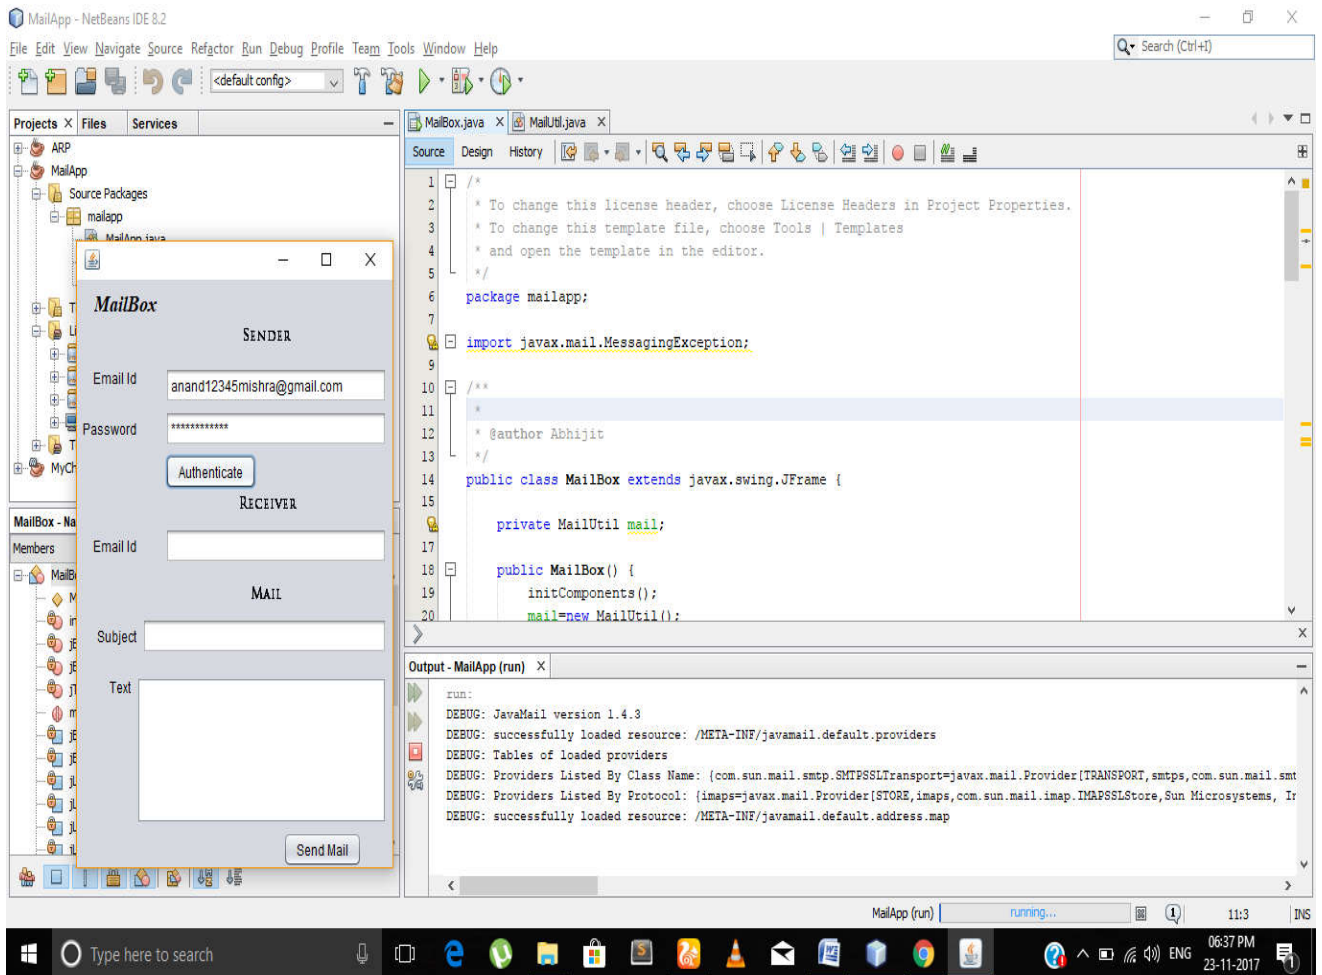 MailApp - NetBeans IDE 8.2
File Edit View Navigate Source Refactor Run Debug Profile Team Tools Window Help
Search (Ctrl+I)
<default config>
Projects X Files Services
ARP
MailApp
Source Packages
mailapp
MailApp.java
MailBox
SENDER
Email Id anand12345mishra@gmail.com
Password ************
Authenticate
RECEIVER
Email Id
MAIL
Subject
Text
Send Mail
MyCh
MailBox - Na
Members
MailB
MailBox.java X MailUtil.java X
Source Design History
1 /*
2 * To change this license header, choose License Headers in Project Properties.
3 * To change this template file, choose Tools | Templates
4 * and open the template in the editor.
5 */
6 package mailapp;
7
import javax.mail.MessagingException;
9
10 /**
11 *
12 * @author Abhijit
13 */
14 public class MailBox extends javax.swing.JFrame {
15
private MailUtil mail;
17
18 public MailBox() {
19 initComponents();
20 mail=new MailUtil();
Output - MailApp (run) X
run:
DEBUG: JavaMail version 1.4.3
DEBUG: successfully loaded resource: /META-INF/javamail.default.providers
DEBUG: Tables of loaded providers
DEBUG: Providers Listed By Class Name: {com.sun.mail.smtp.SMTPSSLTransport=javax.mail.Provider[TRANSPORT,smtps,com.sun.mail.smt
DEBUG: Providers Listed By Protocol: {imaps=javax.mail.Provider[STORE,imaps,com.sun.mail.imap.IMAPSSLStore,Sun Microsystems, Ir
DEBUG: successfully loaded resource: /META-INF/javamail.default.address.map
MailApp (run) running... 1 11:3 INS
Type here to search
ENG
06:37 PM
23-11-2017